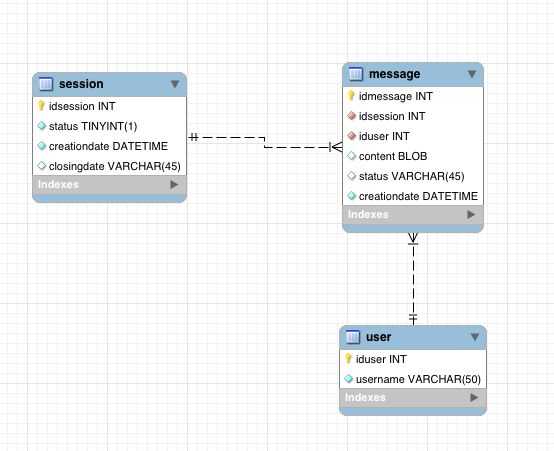 session
idsession INT
status TINYINT(1)
creationdate DATETIME
closingdate VARCHAR(45)
Indexes
message
idmessage INT
idsession INT
iduser INT
content BLOB
status VARCHAR(45)
creationdate DATETIME
Indexes
user
iduser INT
username VARCHAR(50)
Indexes